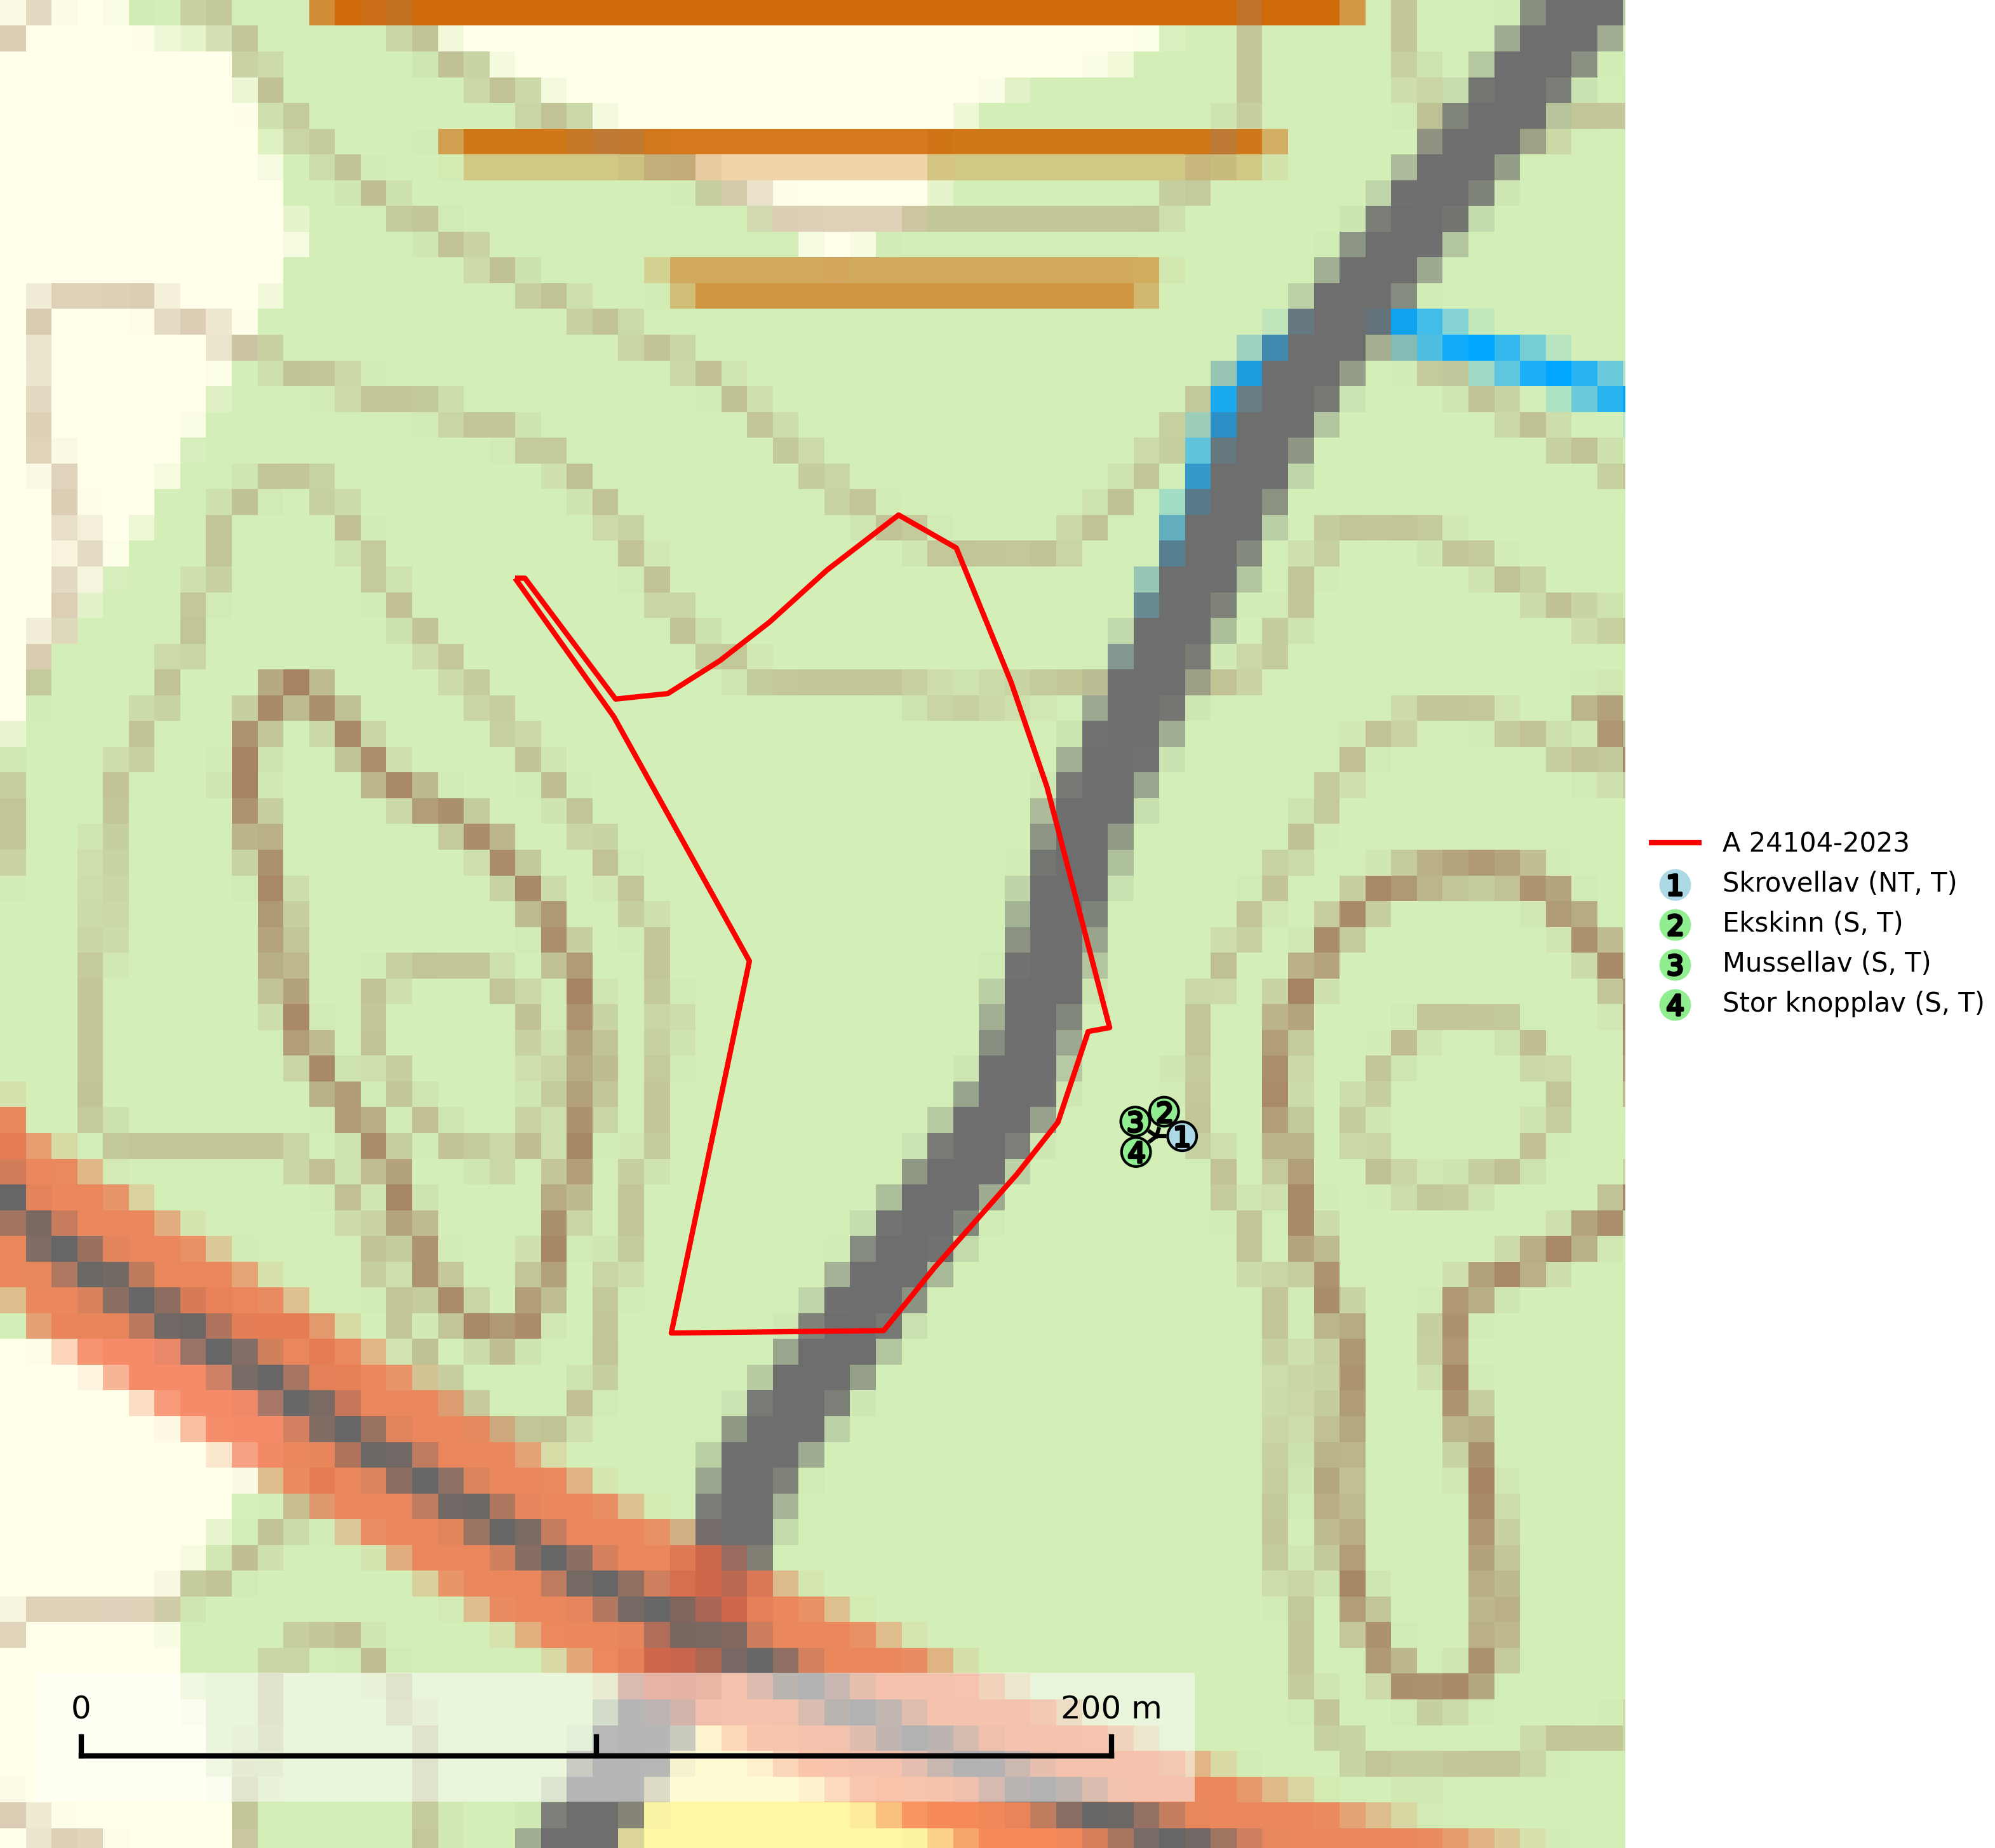 A 24104-2023
1 Skrovellav (NT, T)
2 Ekskinn (S, T)
3 Mussellav (S, T)
4 Stor knopplav (S, T)
2
3
1
4
0 200 m